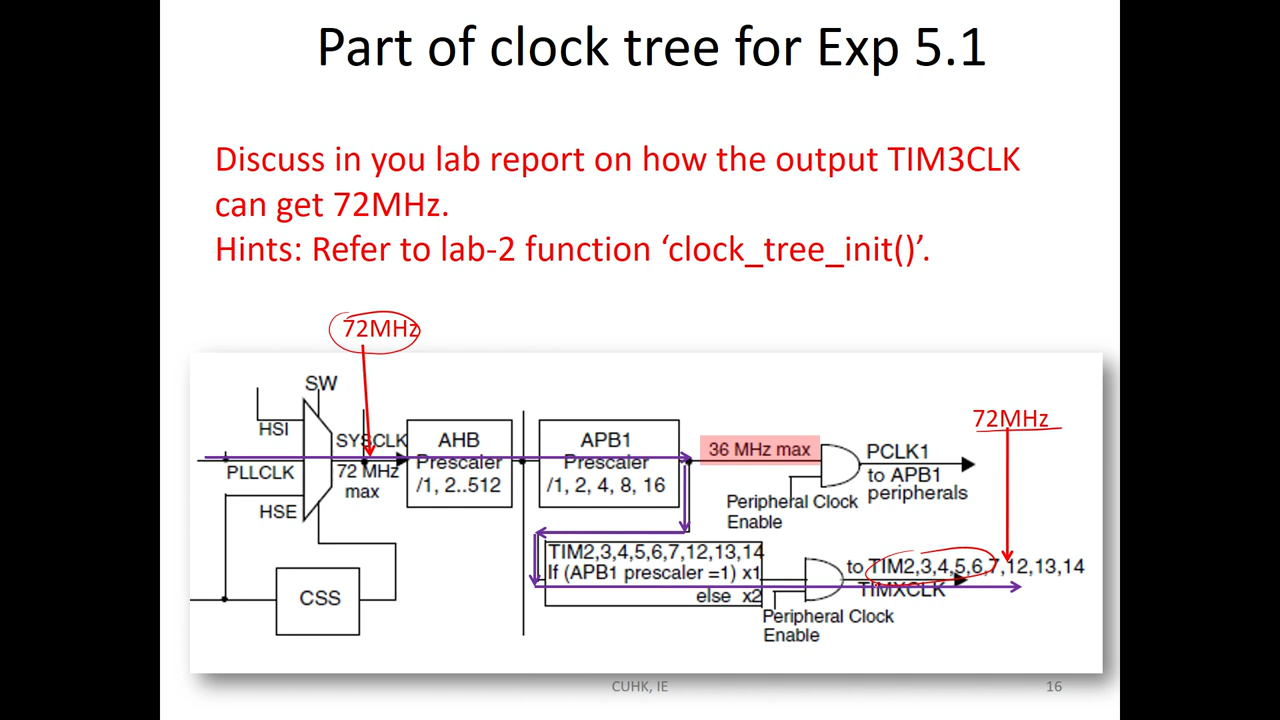 Part of clock tree for Exp 5.1
Discuss in you lab report on how the output TIM3CLK
can get 72MHz.
Hints: Refer to lab-2 function ‘clock_tree_init()’.
72MHz
72MHz
SW
HSI
PLLCLK
HSE
SYSCLK
72 MHz
max
AHB
Prescaler
/1, 2..512
APB1
Prescaler
/1, 2, 4, 8, 16
36 MHz max
PCLK1
to APB1
peripherals
Peripheral Clock
Enable
TIM2,3,4,5,6,7,12,13,14
If (APB1 prescaler =1) x1
else x2
to TIM2,3,4,5,6,7,12,13,14
TIMXCLK
Peripheral Clock
Enable
CSS
CUHK, IE
16